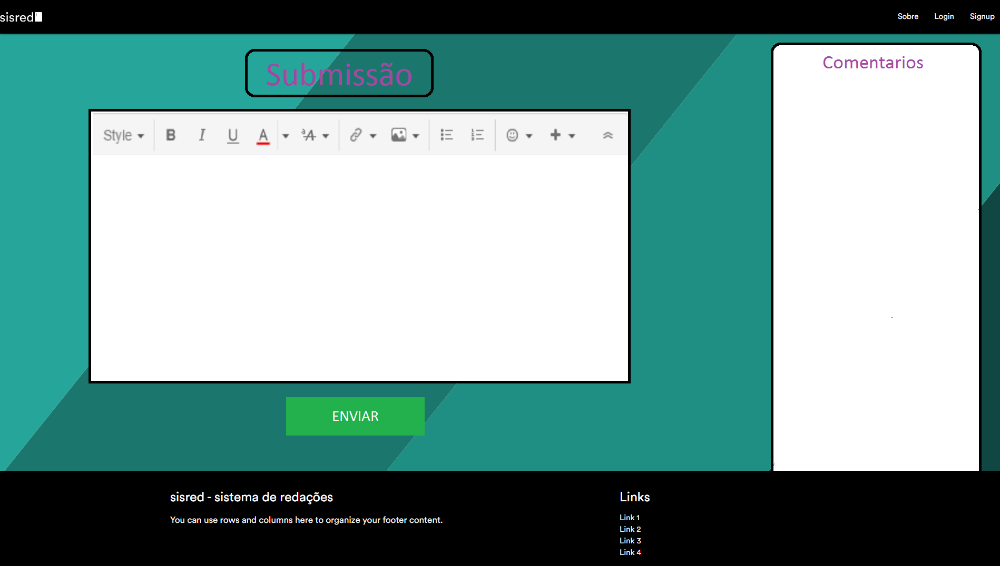 sisred
Sobre Login Signup
Submissão
Comentarios
Style B I U A ªA
ENVIAR
sisred - sistema de redações
You can use rows and columns here to organize your footer content.
Links
Link 1
Link 2
Link 3
Link 4